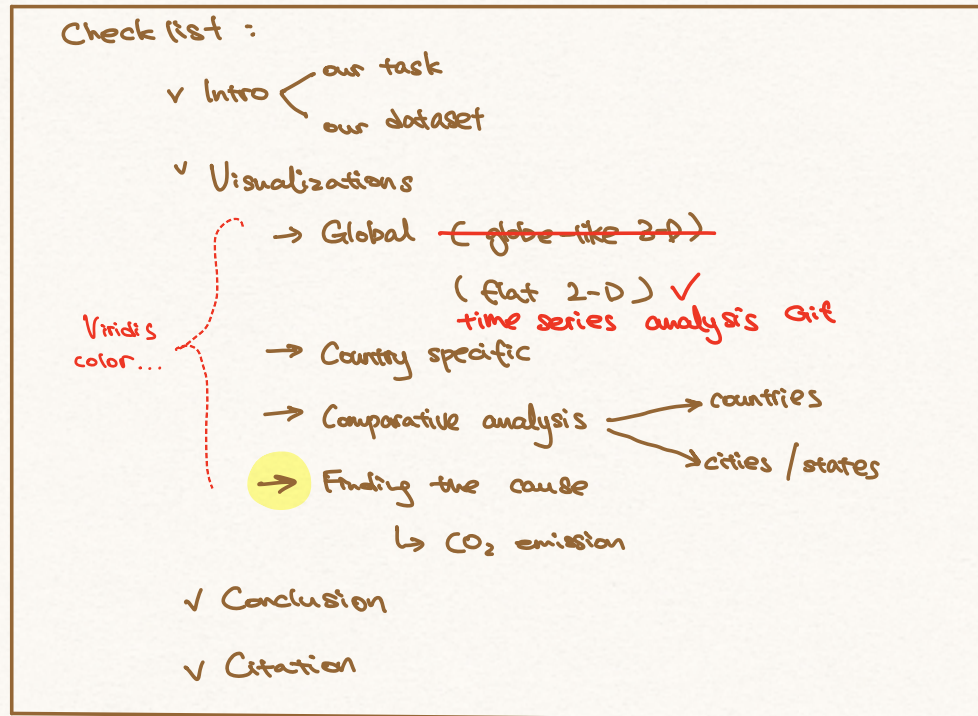 Check list :
✓ Intro
our task
our dataset
✓ Visualizations
→ Global ( globe-like 3-D )
( flat 2-D ) ✓
time series analysis Gif
Viridis
color...
→ Country specific
→ Comparative analysis
→ countries
→ cities / states
→ Finding the cause
↳ CO₂ emission
✓ Conclusion
✓ Citation